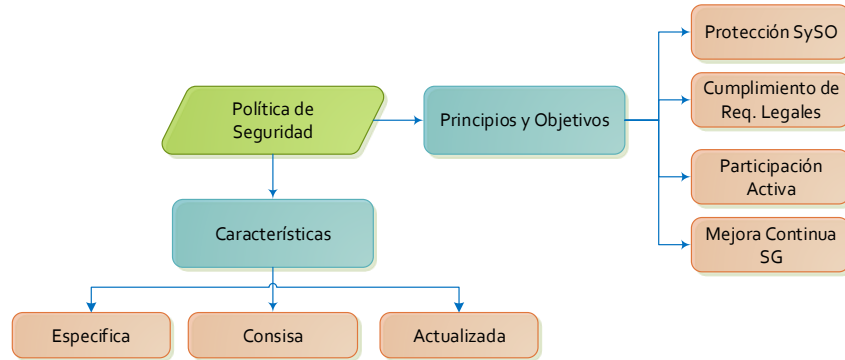 Protección SySO
Política de
Seguridad
Principios y Objetivos
Cumplimiento de
Req. Legales
Participación
Activa
Caracteríısticas
Mejora Continua
SG
Especifica
Consisa
Actualizada